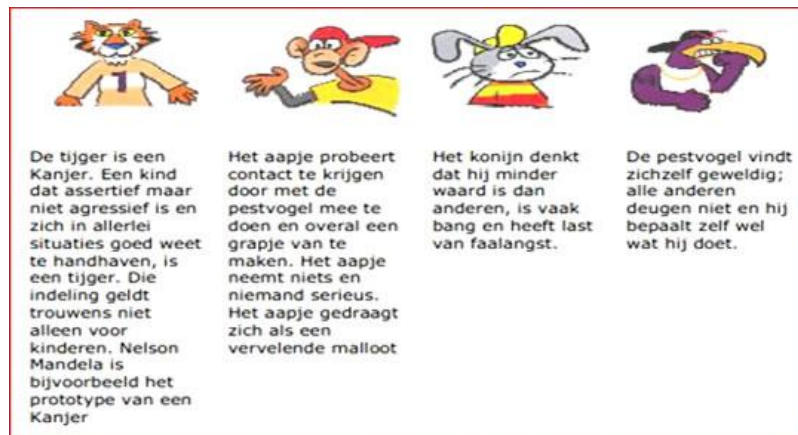 De tijger is een
Kanjer. Een kind
dat assertief maar
niet agressief is en
zich in allerlei
situaties goed weet
te handhaven, is
een tijger. Die
indeling geldt
trouwens niet
alleen voor
kinderen. Nelson
Mandela is
bijvoorbeeld het
prototype van een
Kanjer
Het aapje probeert
contact te krijgen
door met de
pestvogel mee te
doen en overal een
grapje van te
maken. Het aapje
neemt niets en
niemand serieus.
Het aapje gedraagt
zich als een
vervelende malloot
Het konijn denkt
dat hij minder
waard is dan
anderen, is vaak
bang en heeft last
van faalangst.
De pestvogel vindt
zichzelf geweldig;
alle anderen
deugen niet en hij
bepaalt zelf wel
wat hij doet.